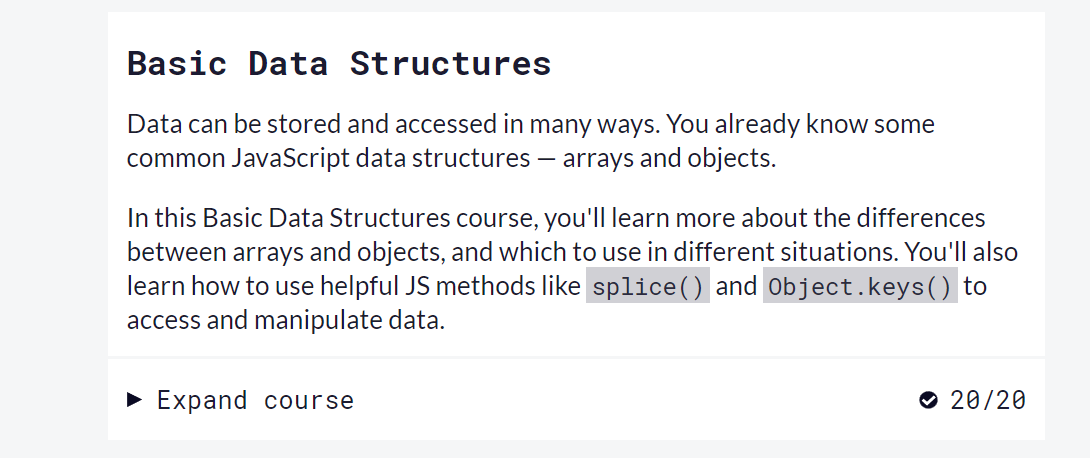 Basic Data Structures
Data can be stored and accessed in many ways. You already know some
common JavaScript data structures — arrays and objects.
In this Basic Data Structures course, you'll learn more about the differences
between arrays and objects, and which to use in different situations. You'll also
learn how to use helpful JS methods like splice() and Object.keys() to
access and manipulate data.
Expand course 20/20